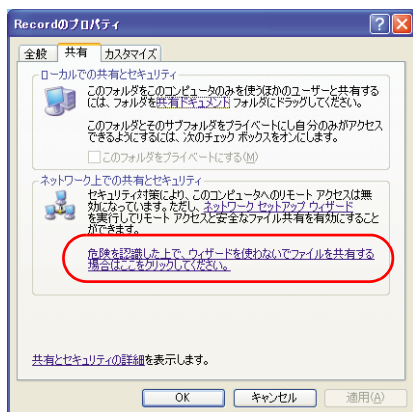 Recordのプロパティ
全般 共有 カスタマイズ
ローカルでの共有とセキュリティ
このフォルダをこのコンピュータのみを使うほかのユーザーと共有する
には、フォルダを共有ドキュメント フォルダにドラッグしてください。
このフォルダとそのサブフォルダをプライベートにし自分のみがアクセス
できるようにするには、次のチェック ボックスをオンにします。
このフォルダをプライベートにする(M)
ネットワーク上での共有とセキュリティ
セキュリティ対策により、このコンピュータへのリモート アクセスは無
効になっています。ただし、ネットワーク セットアップ ウィザード
を実行してリモート アクセスと安全なファイル共有を有効にすること
ができます。
危険を認識した上で、ウィザードを使わないでファイルを共有する
場合はここをクリックしてください。
共有とセキュリティの詳細を表示します。
OK キャンセル 適用(A)